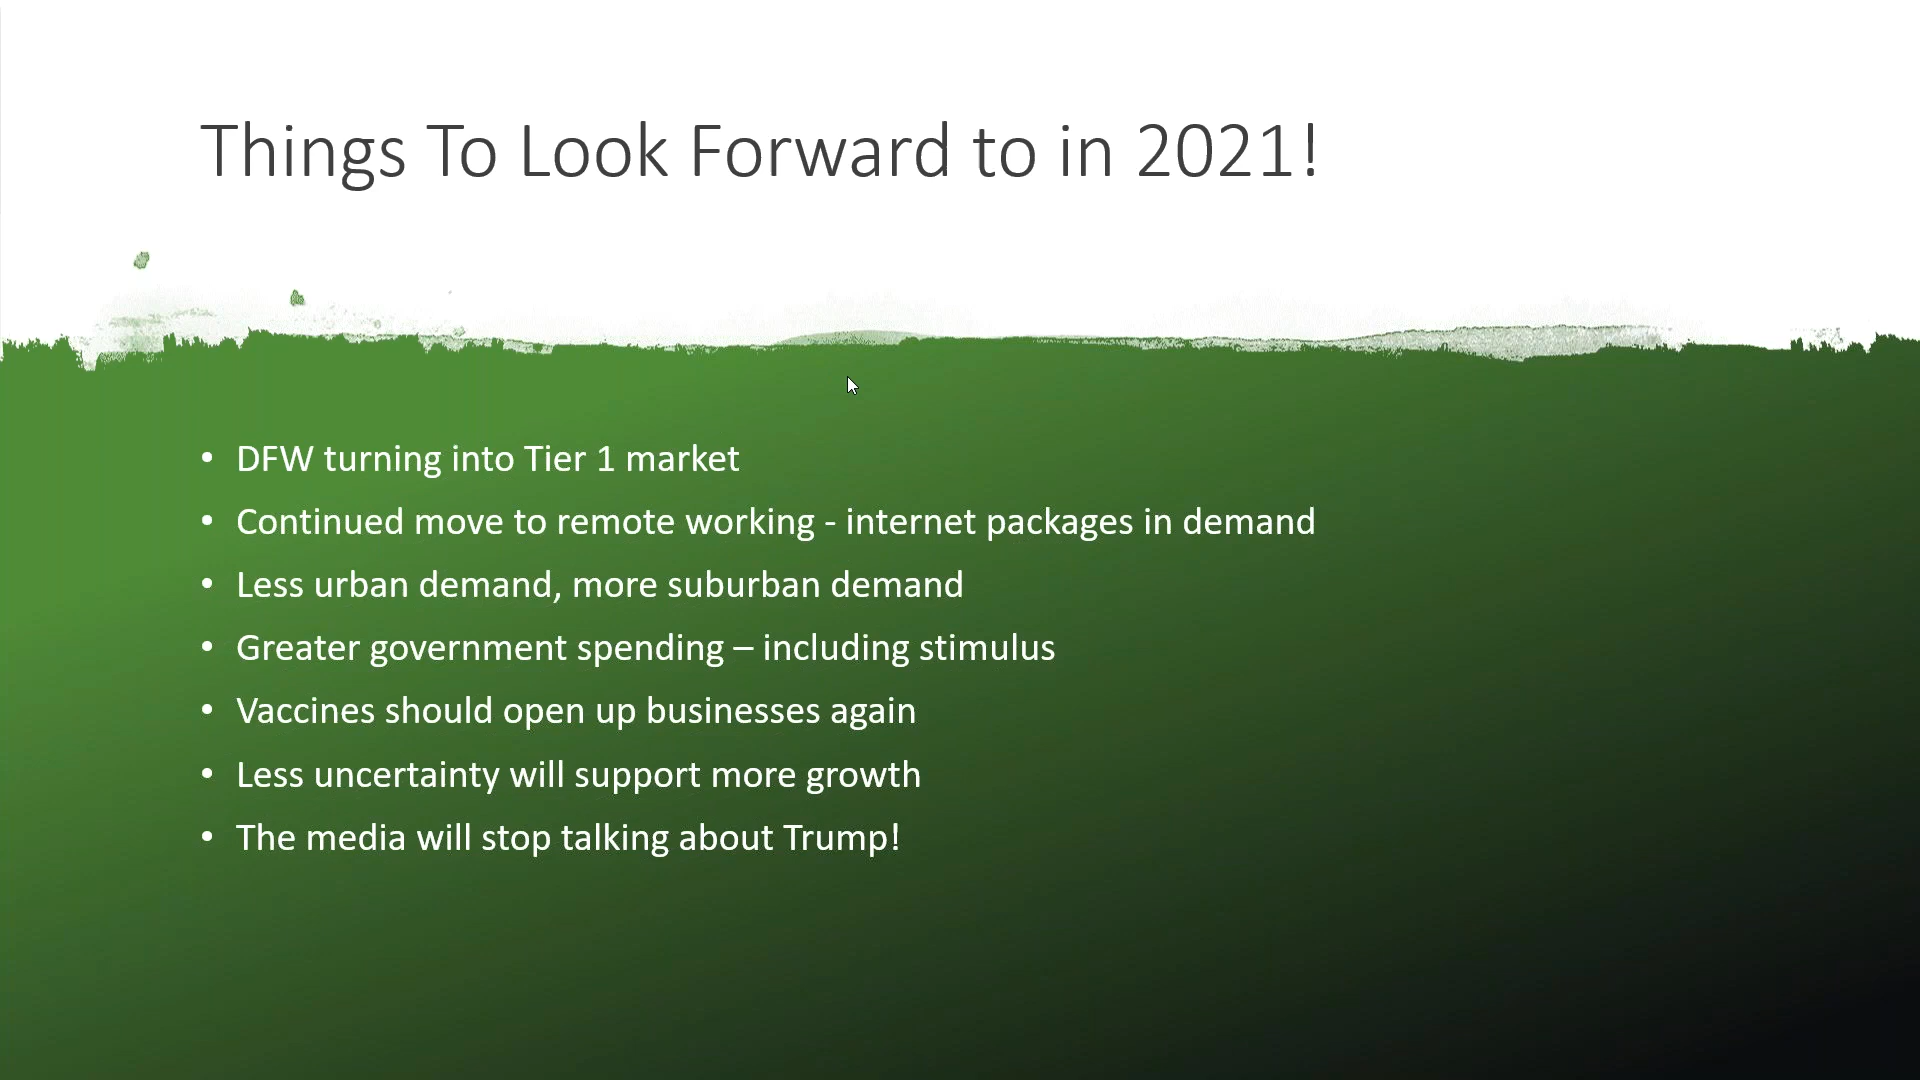 Things To Look Forward to in 2021!
• DFW turning into Tier 1 market
• Continued move to remote working - internet packages in demand
• Less urban demand, more suburban demand
• Greater government spending – including stimulus
• Vaccines should open up businesses again
• Less uncertainty will support more growth
• The media will stop talking about Trump!